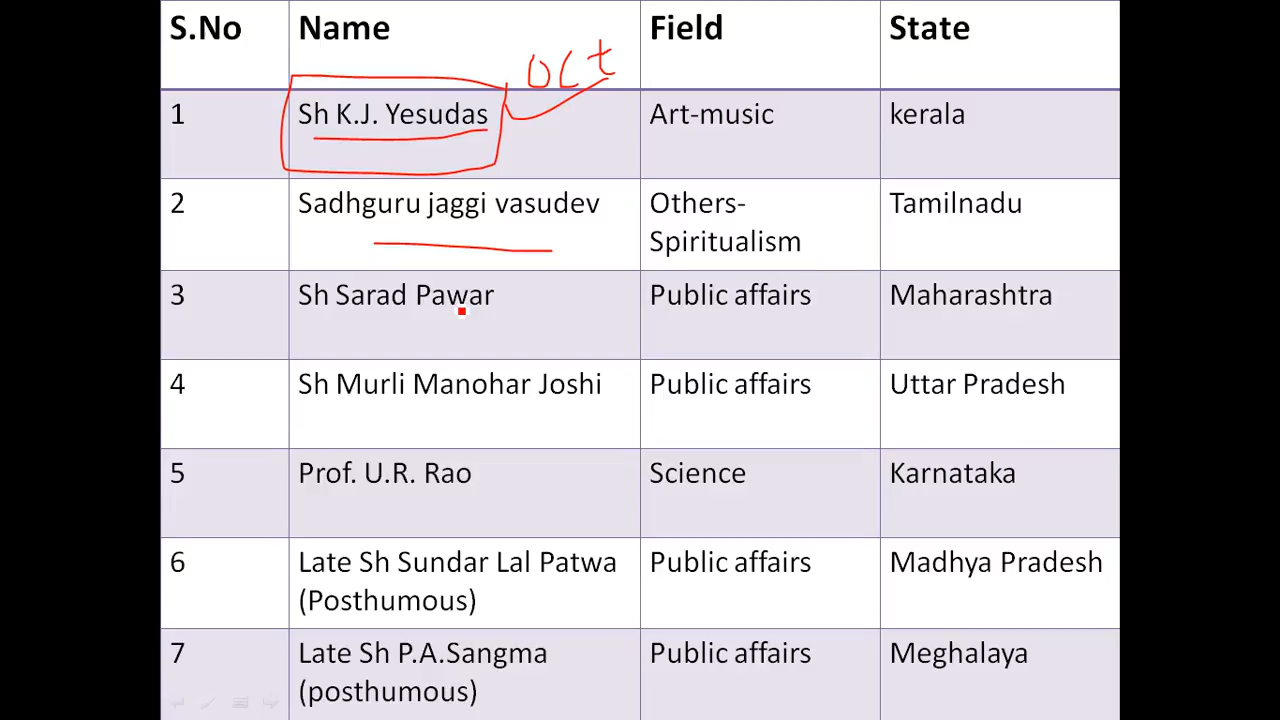 S.No Name Field State
oct
1 Sh K.J. Yesudas Art-music kerala
2 Sadhguru jaggi vasudev Others- Tamilnadu
Spiritualism
3 Sh Sarad Pawar Public affairs Maharashtra
4 Sh Murli Manohar Joshi Public affairs Uttar Pradesh
5 Prof. U.R. Rao Science Karnataka
6 Late Sh Sundar Lal Patwa Public affairs Madhya Pradesh
(Posthumous)
7 Late Sh P.A.Sangma Public affairs Meghalaya
(posthumous)